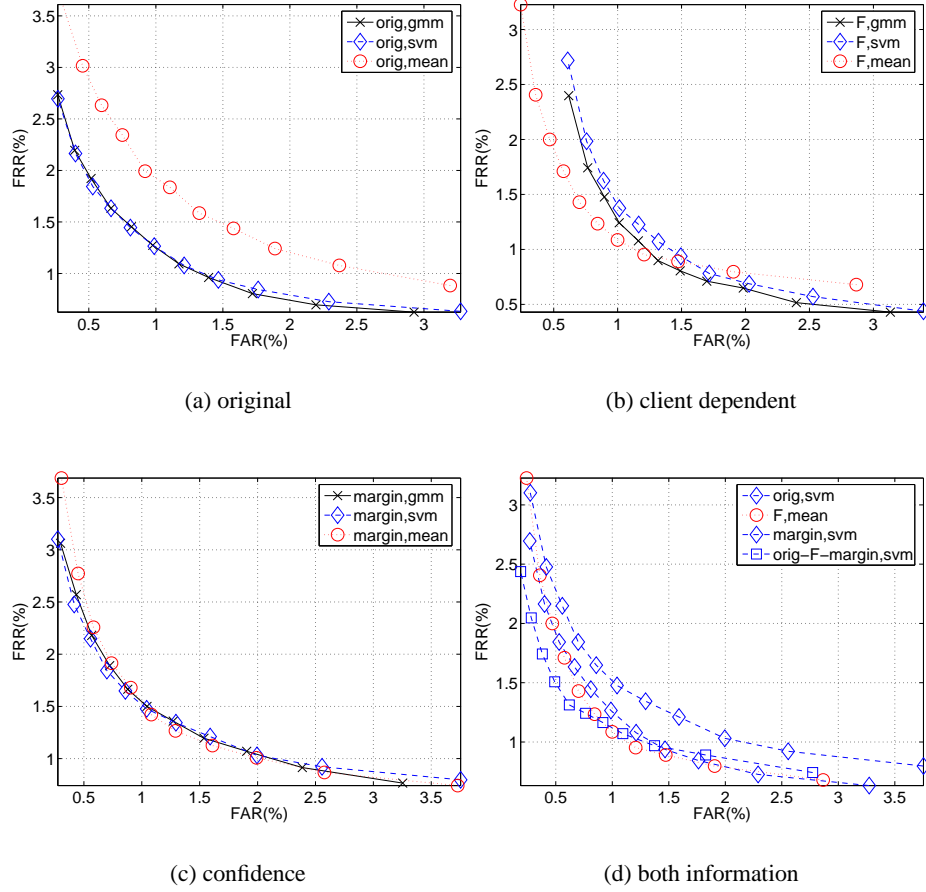 orig,gmm
orig,svm
orig,mean
3.5
3
2.5
2
1.5
1
FRR(%)
0.5 1 1.5 2 2.5 3
FAR(%)
(a) original
F,gmm
F,svm
F,mean
3
2.5
2
1.5
1
0.5
FRR(%)
0.5 1 1.5 2 2.5 3
FAR(%)
(b) client dependent
margin,gmm
margin,svm
margin,mean
3.5
3
2.5
2
1.5
1
FRR(%)
0.5 1 1.5 2 2.5 3 3.5
FAR(%)
(c) confidence
orig,svm
F,mean
margin,svm
orig−F−margin,svm
3
2.5
2
1.5
1
FRR(%)
0.5 1 1.5 2 2.5 3 3.5
FAR(%)
(d) both information